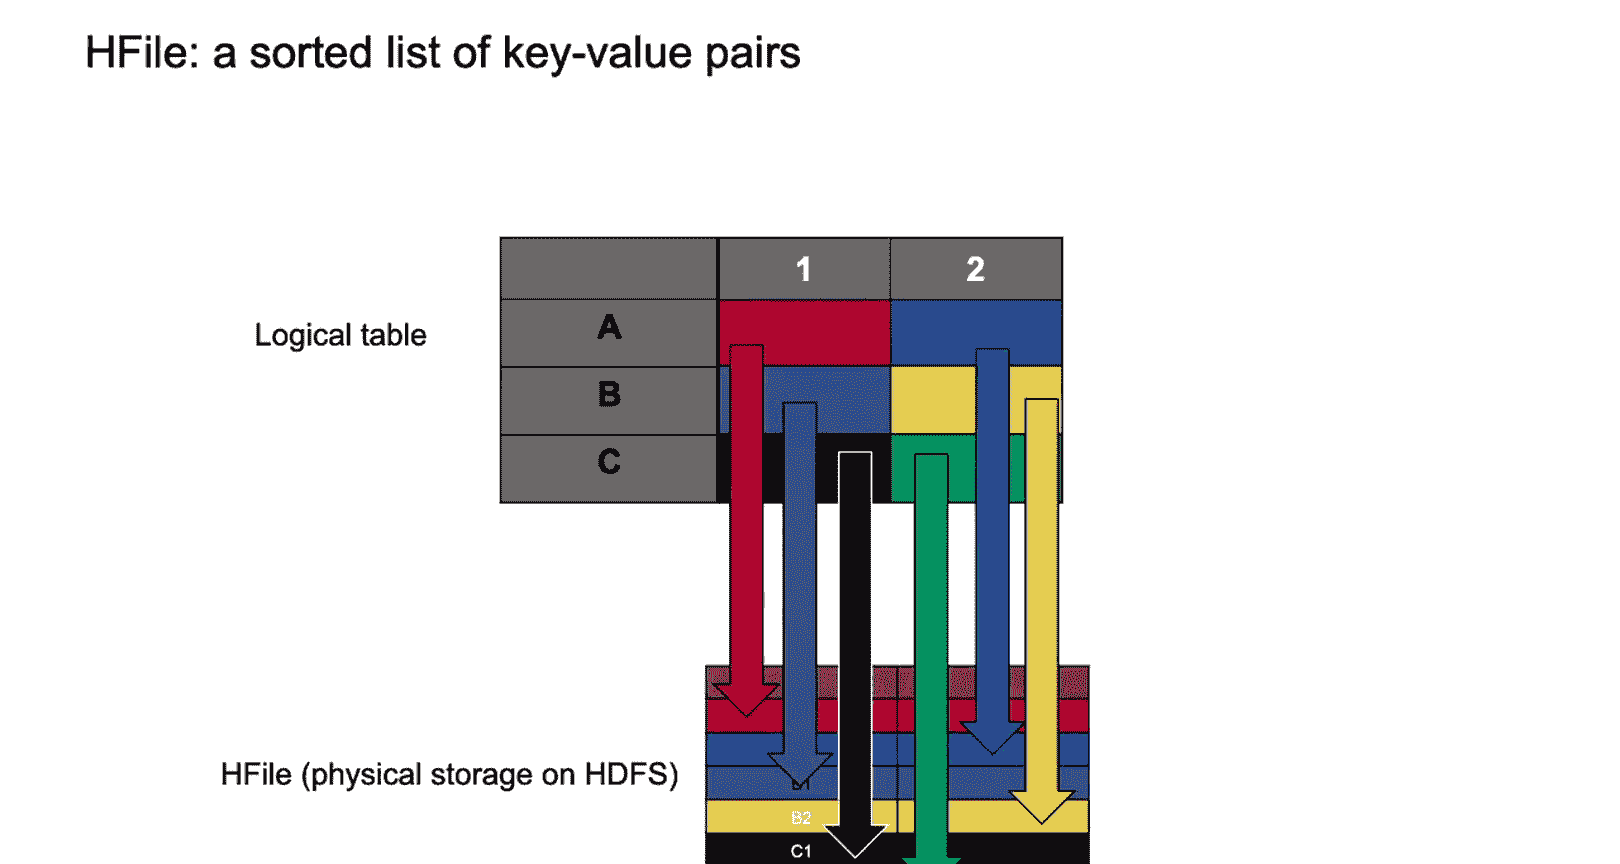 HFile: a sorted list of key-value pairs
1 2
Logical table
A
B
C
HFile (physical storage on HDFS)
B2
C1